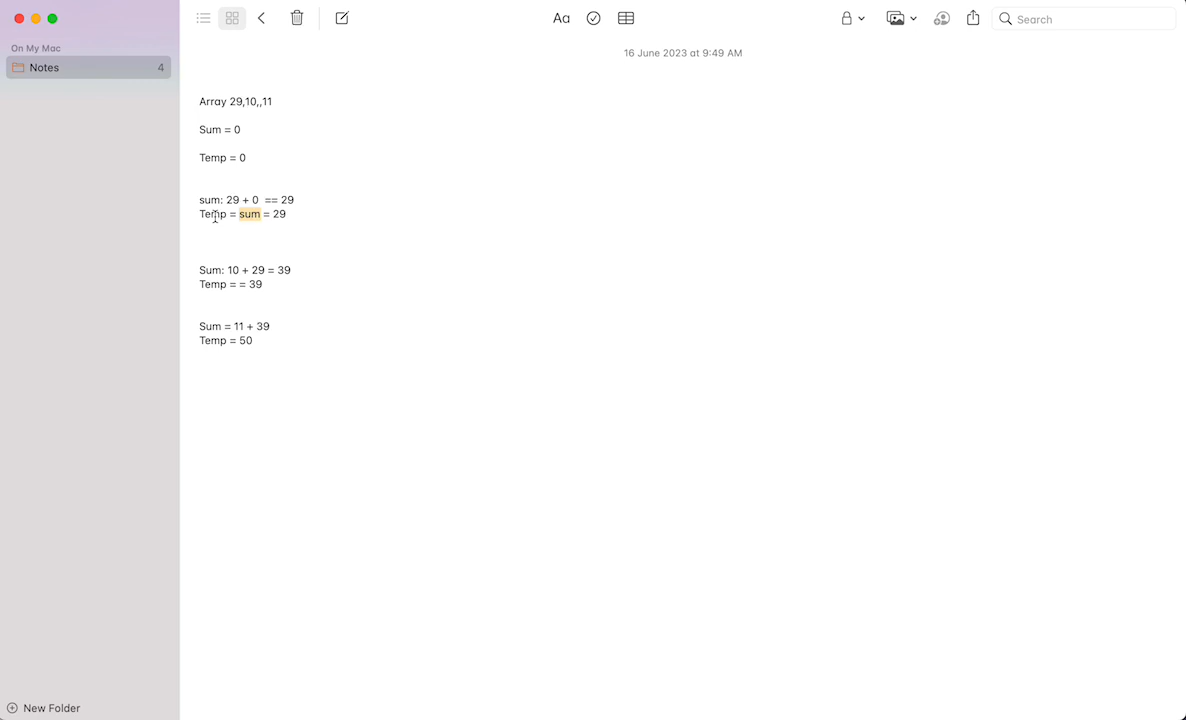 Aa
Search
On My Mac
Notes 4
16 June 2023 at 9:49 AM
Array 29,10,,11
Sum = 0
Temp = 0
sum: 29 + 0  == 29
Temp = sum = 29
Sum: 10 + 29 = 39
Temp = = 39
Sum = 11 + 39
Temp = 50
New Folder